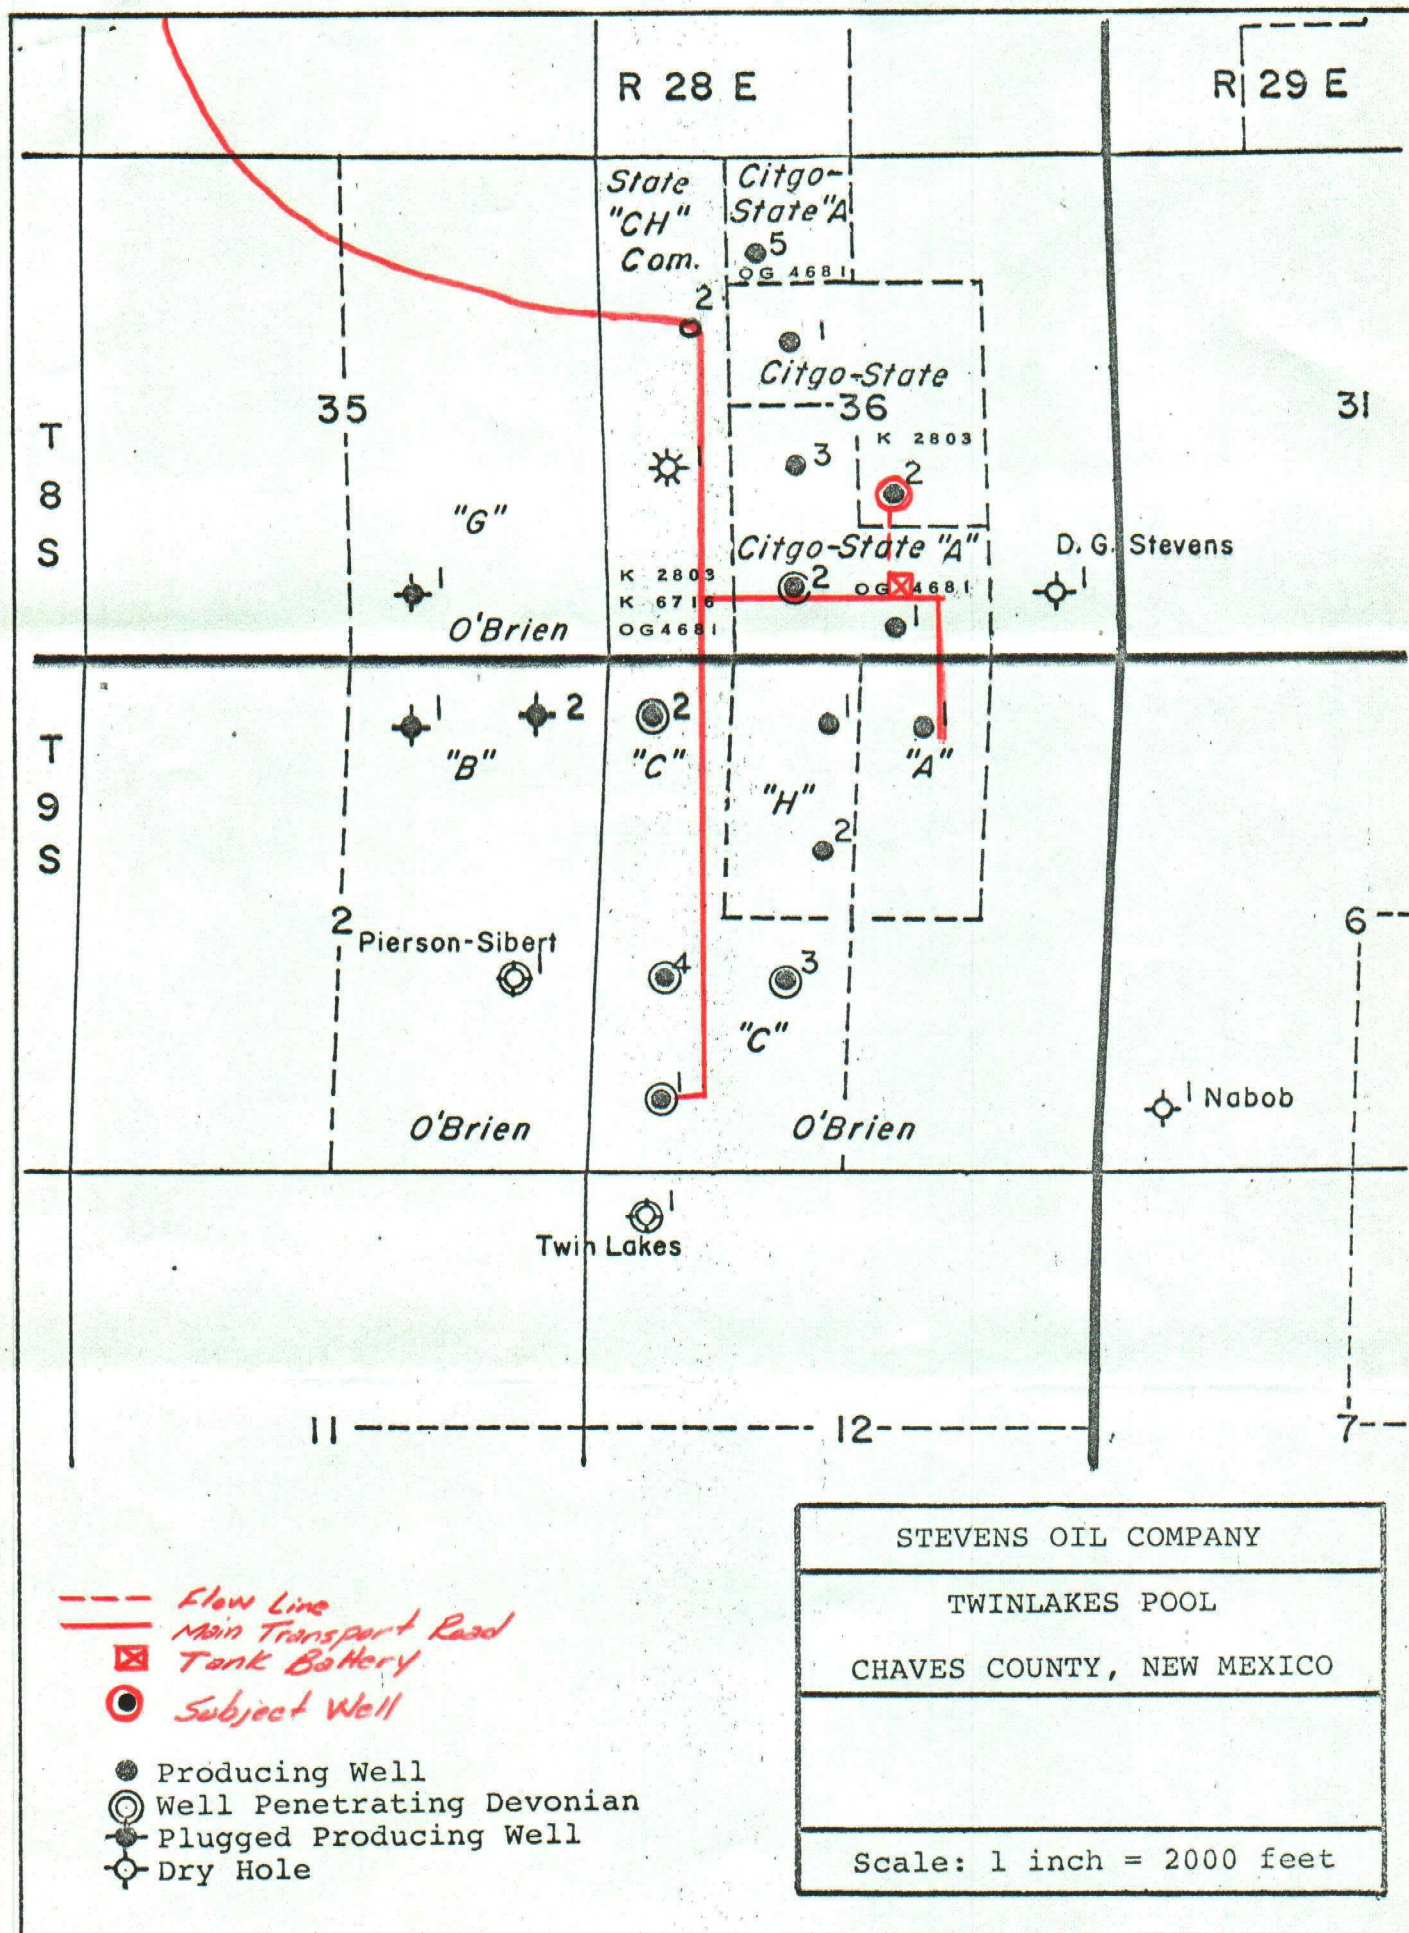 R 28 E
R 29 E
State
"CH"
Com.
Citgo-
State "A
5
OG 4681
2
1
Citgo-State
35
36
31
T
8
S
K 2803
3
1
2
"G"
Citgo-State "A"
D. G. Stevens
K 2803
2
OG 4681
1
1
K 6716
O'Brien
OG4681
1
1
2
2
1
1
T
9
S
"B"
"C"
"H"
"A"
2
2
6
Pierson-Sibert
1
4
3
"C"
1
1 Nabob
O'Brien
O'Brien
1
Twin Lakes
11
12
7
STEVENS OIL COMPANY
TWINLAKES POOL
CHAVES COUNTY, NEW MEXICO
Scale: 1 inch = 2000 feet
Flow Line
Main Transport Road
Tank Battery
Subject Well
Producing Well
Well Penetrating Devonian
Plugged Producing Well
Dry Hole